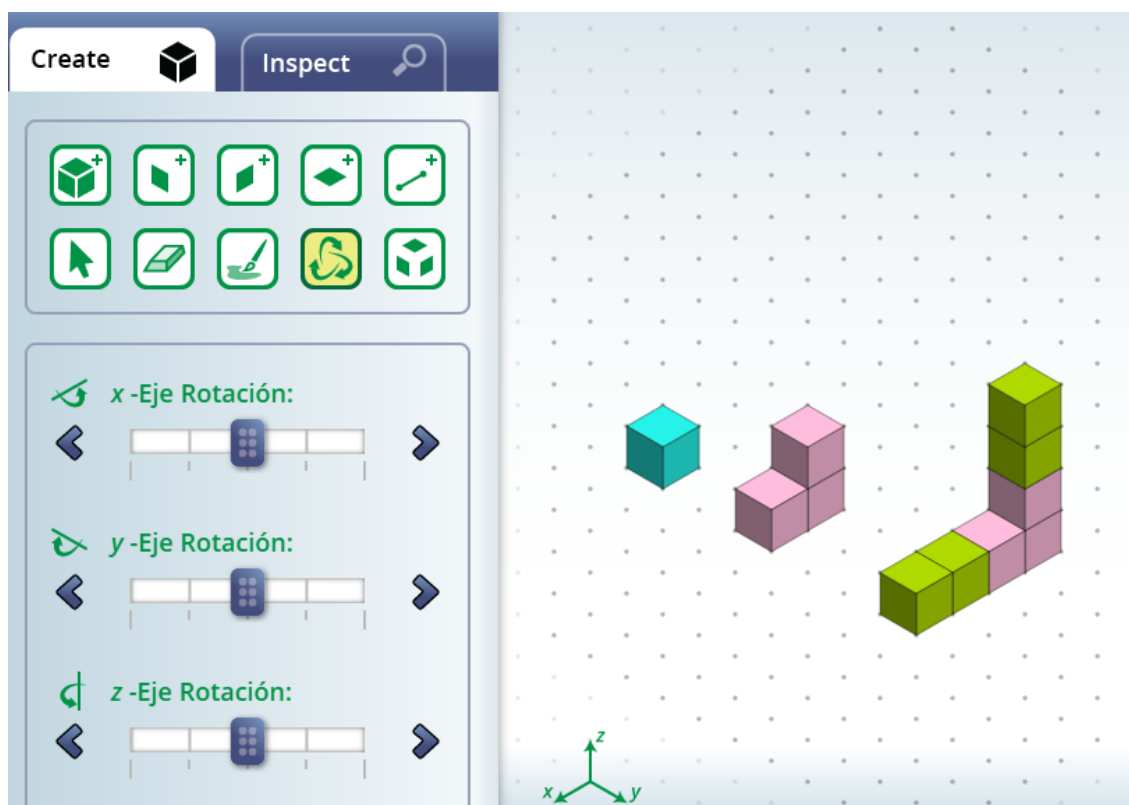 Create
Inspect
x -Eje Rotación:
y -Eje Rotación:
z -Eje Rotación:
z
x
y